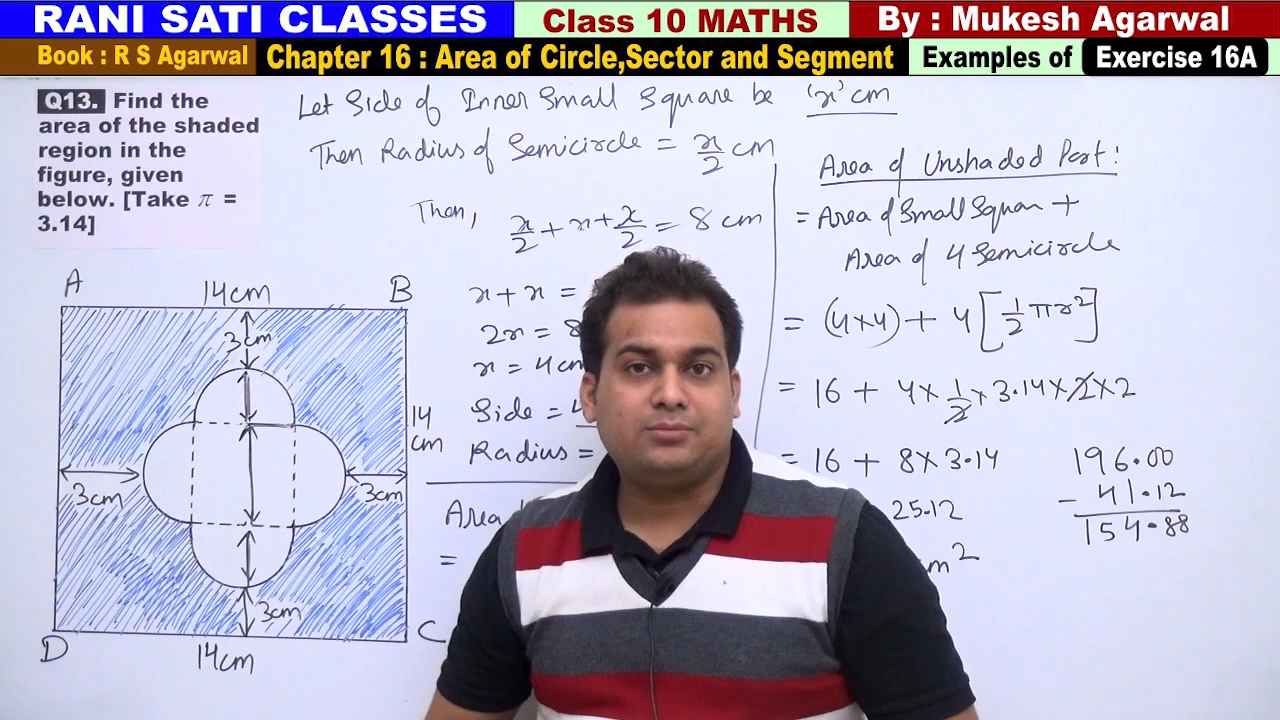 RANI SATI CLASSES
Class 10 MATHS
By : Mukesh Agarwal
Book : R S Agarwal
Chapter 16 : Area of Circle,Sector and Segment
Examples of
Exercise 16A
Q13. Find the
area of the shaded
region in the
figure, given
below. [Take π =
3.14]
A
14cm
B
3cm
14
cm
3cm
3cm
3cm
D
14cm
C
Let Side of Inner Small Square be 'x' cm
Then Radius of Semicircle = x/2 cm
Then, x/2 + x + x/2 = 8 cm
x + x =
2x = 8
x = 4cm
Side = 4
Radius =
Area
=
Area of Unshaded Part :
= Area of Small Squar +
Area of 4 Semicircle
= (4×4) + 4 [1/2 πr²]
= 16 + 4 × 1/2 × 3.14 × 2 × 2
= 16 + 8 × 3.14
25.12
cm²
196.00
- 41.12
154.88